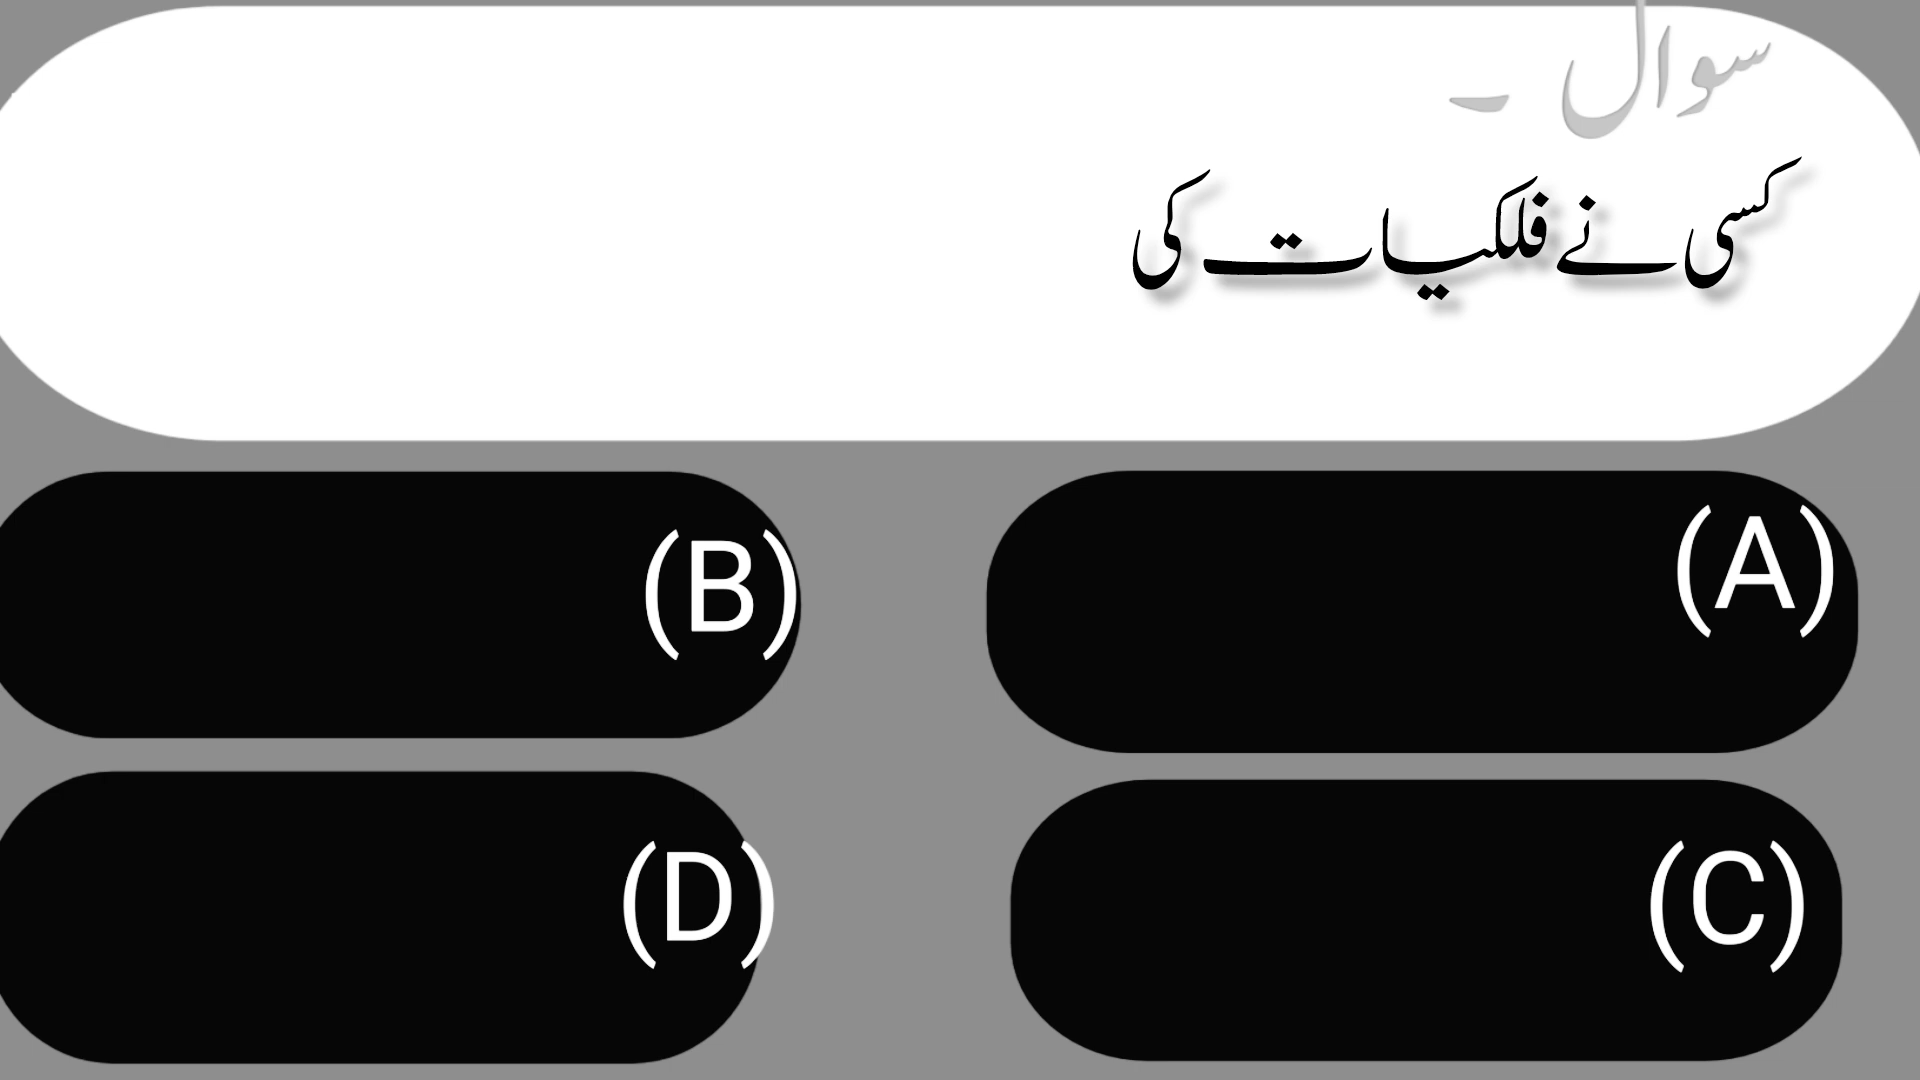 سوال ۔
کسی نے فلکیات کی
(A)
(B)
(C)
(D)